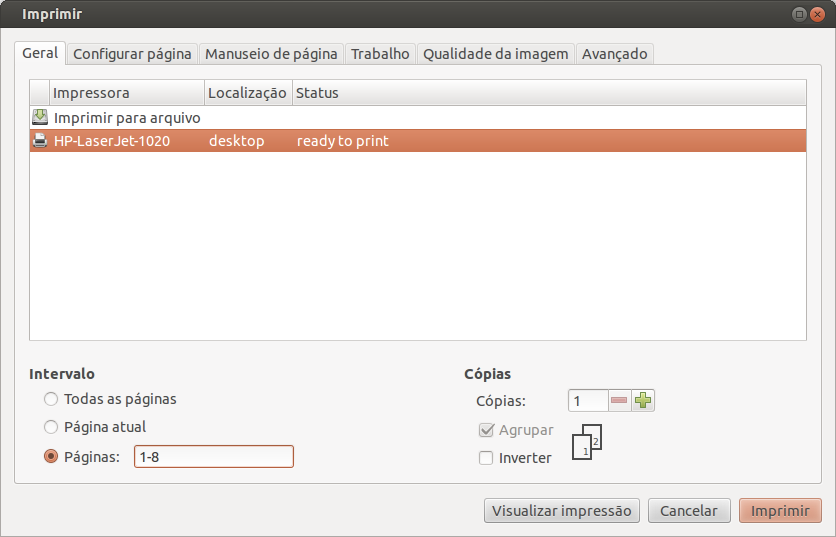 Imprimir
Geral Configurar página Manuseio de página Trabalho Qualidade da imagem Avançado
Impressora Localização Status
Imprimir para arquivo
HP-LaserJet-1020 desktop ready to print
Intervalo
Todas as páginas
Página atual
Páginas: 1-8
Cópias
Cópias: 1
Agrupar
Inverter
1 2
Visualizar impressão Cancelar Imprimir